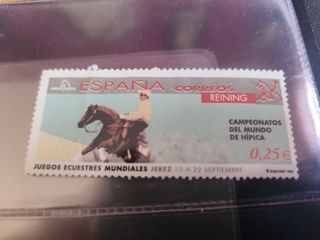 ESPAÑA CORREOS
REINING
CAMPEONATOS
DEL MUNDO
DE HÍPICA
0,25 €
JUEGOS ECUESTRES MUNDIALES JEREZ 10 A 22 SEPTIEMBRE